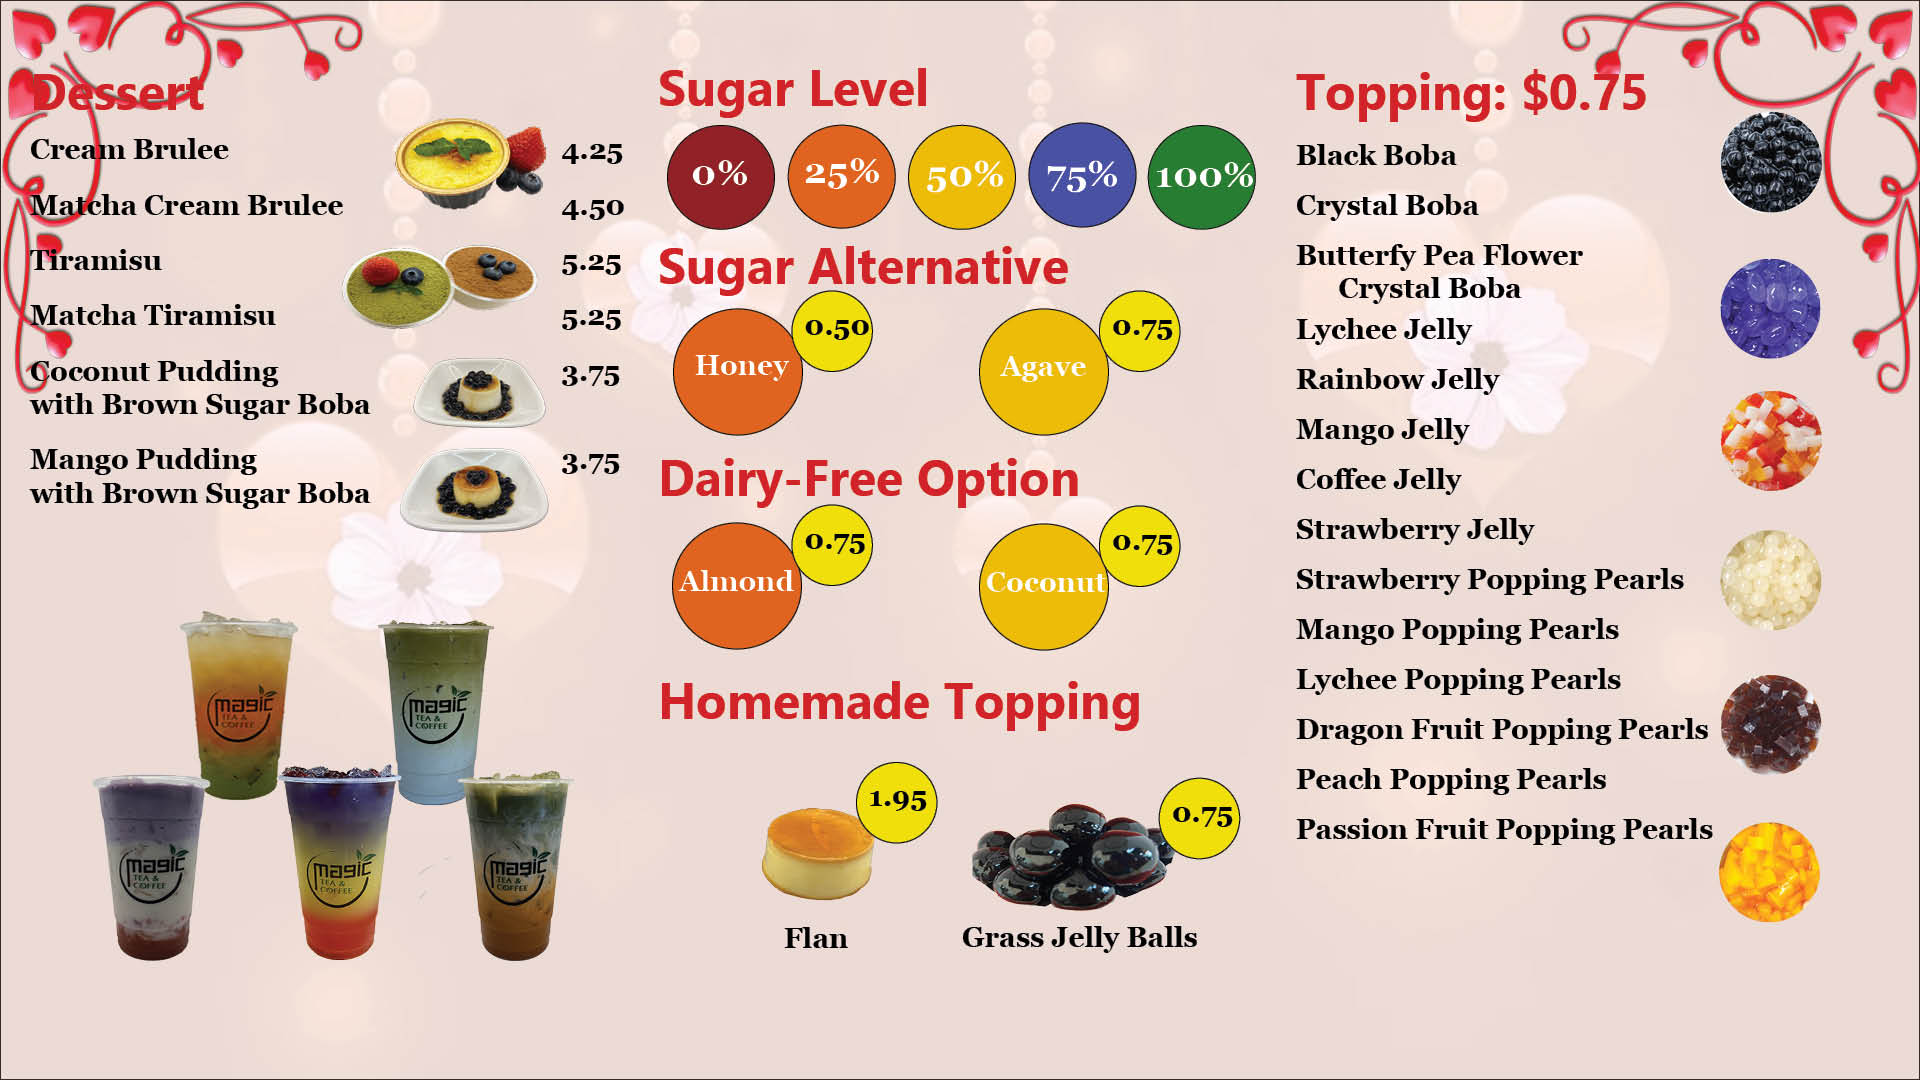 Dessert
Cream Brulee 4.25
Matcha Cream Brulee 4.50
Tiramisu 5.25
Matcha Tiramisu 5.25
Coconut Pudding 3.75
with Brown Sugar Boba
Mango Pudding 3.75
with Brown Sugar Boba
magic
TEA &
COFFEE
magic
TEA &
COFFEE
magic
TEA &
COFFEE
magic
TEA &
COFFEE
magic
TEA &
COFFEE
Sugar Level
0% 25% 50% 75% 100%
Sugar Alternative
Honey 0.50 Agave 0.75
Dairy-Free Option
Almond 0.75 Coconut 0.75
Homemade Topping
1.95 0.75
Flan Grass Jelly Balls
Topping: $0.75
Black Boba
Crystal Boba
Butterfy Pea Flower
Crystal Boba
Lychee Jelly
Rainbow Jelly
Mango Jelly
Coffee Jelly
Strawberry Jelly
Strawberry Popping Pearls
Mango Popping Pearls
Lychee Popping Pearls
Dragon Fruit Popping Pearls
Peach Popping Pearls
Passion Fruit Popping Pearls